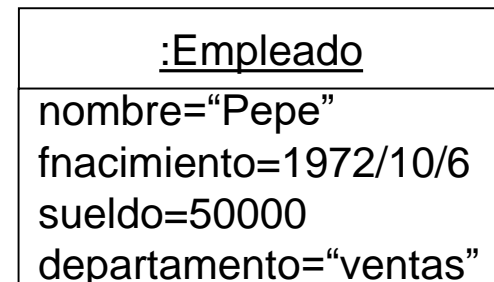 :Empleado
nombre=“Pepe”
fnacimiento=1972/10/6
sueldo=50000
departamento=“ventas”